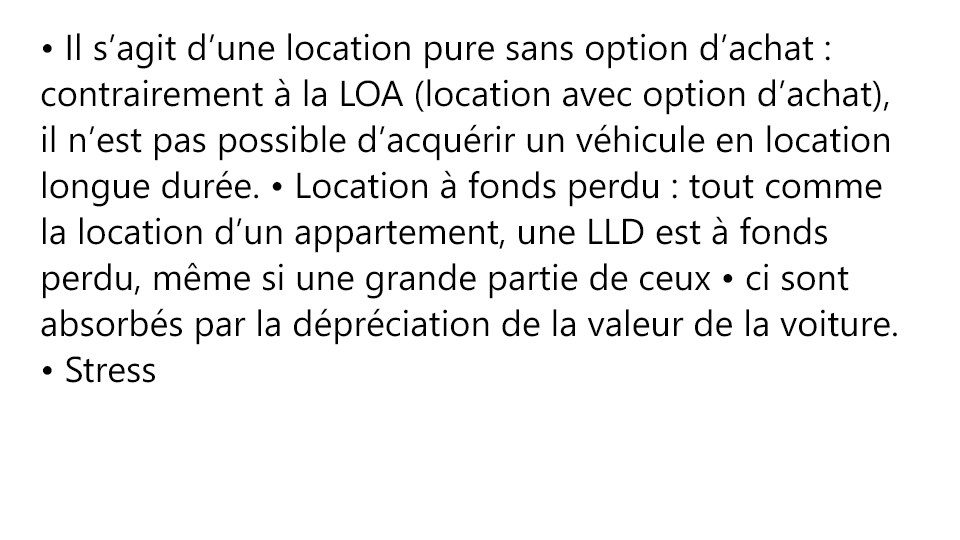 • Il s’agit d’une location pure sans option d’achat :
contrairement à la LOA (location avec option d’achat),
il n’est pas possible d’acquérir un véhicule en location
longue durée. • Location à fonds perdu : tout comme
la location d’un appartement, une LLD est à fonds
perdu, même si une grande partie de ceux • ci sont
absorbés par la dépréciation de la valeur de la voiture.
• Stress